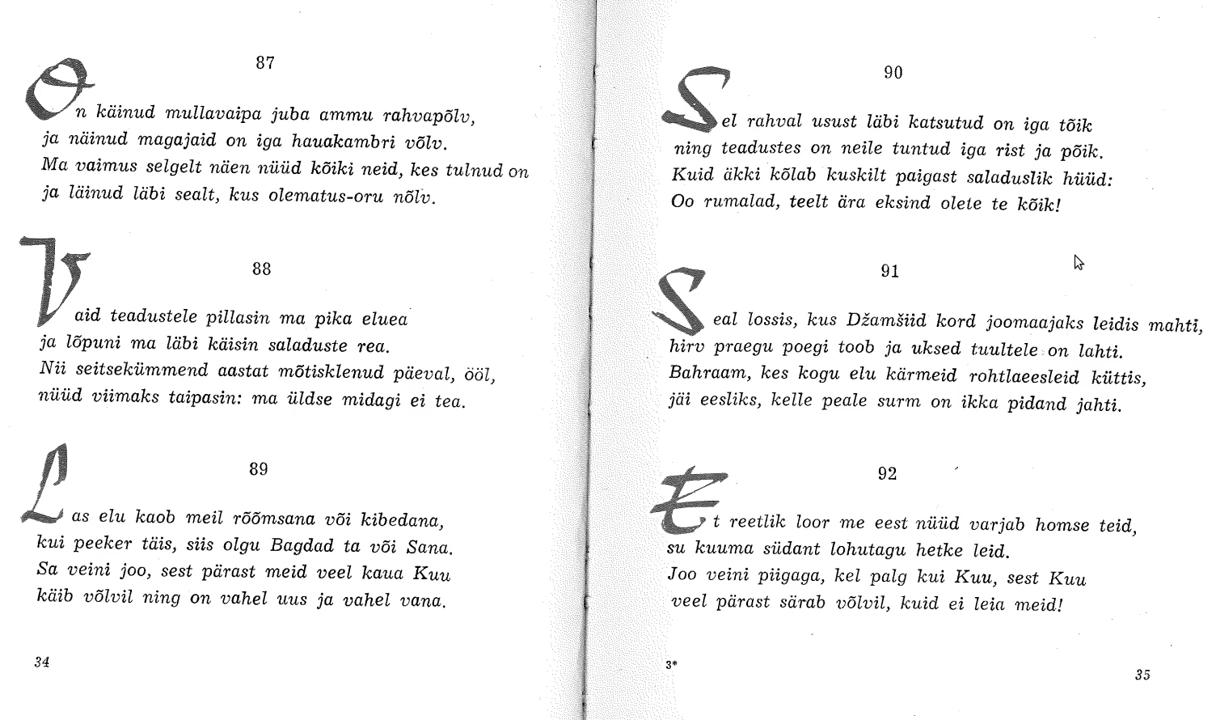 87
On käinud mullavaipa juba ammu rahvapõlv,
ja näinud magajaid on iga hauakambri võlv.
Ma vaimus selgelt näen nüüd kõiki neid, kes tulnud on
ja läinud läbi sealt, kus olematus-oru nõlv.
88
Vaid teadustele pillasin ma pika eluea
ja lõpuni ma läbi käisin saladuste rea.
Nii seitsekümmend aastat mõtisklenud päeval, ööl,
nüüd viimaks taipasin: ma üldse midagi ei tea.
89
Las elu kaob meil rõõmsana või kibedana,
kui peeker täis, siis olgu Bagdad ta või Sana.
Sa veini joo, sest pärast meid veel kaua Kuu
käib võlvil ning on vahel uus ja vahel vana.
34
90
Sel rahval usust läbi katsutud on iga tõik
ning teadustes on neile tuntud iga rist ja põik.
Kuid äkki kõlab kuskilt paigast saladuslik hüüd:
Oo rumalad, teelt ära eksind olete te kõik!
91
Seal lossis, kus Džamšiid kord joomaajaks leidis mahti,
hirv praegu poegi toob ja uksed tuultele on lahti.
Bahraam, kes kogu elu kärmeid rohtlaeesleid küttis,
jäi eesliks, kelle peale surm on ikka pidand jahti.
92
Et reetlik loor me eest nüüd varjab homse teid,
su kuuma südant lohutagu hetke leid.
Joo veini piigaga, kel palg kui Kuu, sest Kuu
veel pärast särab võlvil, kuid ei leia meid!
3*
35